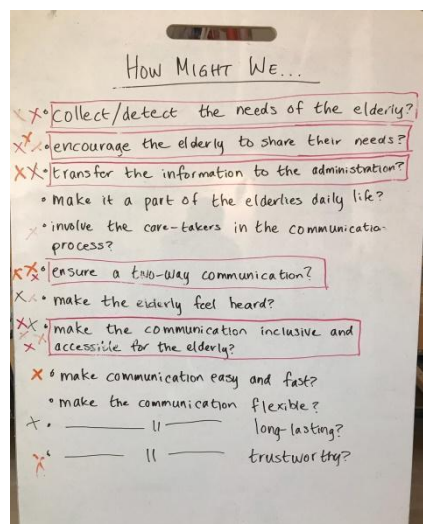 How Might We...
collect/detect the needs of the elderly?
encourage the elderly to share their needs?
transfer the information to the administration?
make it a part of the elderlies daily life?
involve the care-takers in the communicatio
process?
ensure a two-way communication?
make the elderly feel heard?
make the communication inclusive and
accessible for the elderly?
make communication easy and fast?
make the communication flexible?
—— 〃 —— long-lasting?
—— 〃 —— trustworthy?